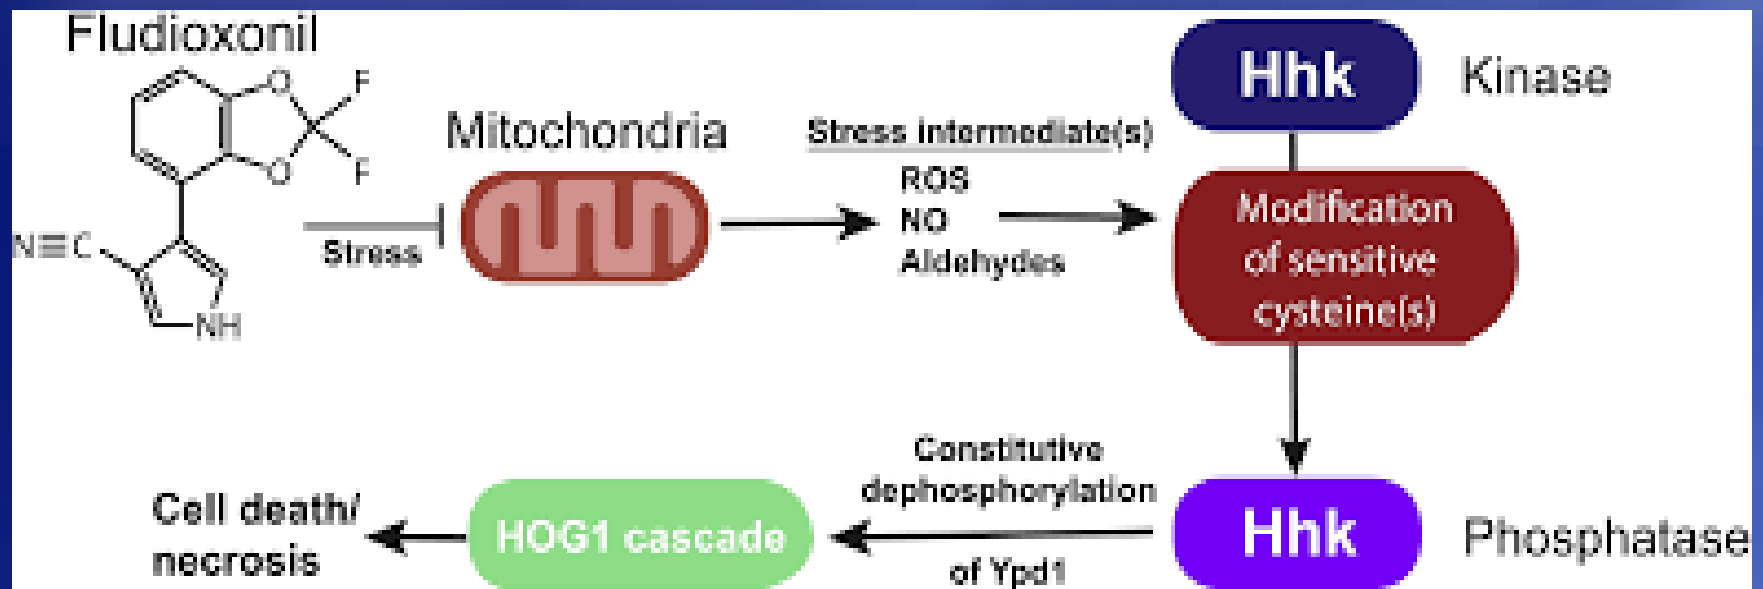 Fludioxonil
O
F
O
F
N≡C
NH
Stress
Mitochondria
Stress intermediate(s)
ROS
NO
Aldehydes
Hhk
Kinase
Modification
of sensitive
cysteine(s)
Hhk
Phosphatase
Constitutive
dephosphorylation
of Ypd1
HOG1 cascade
Cell death/
necrosis